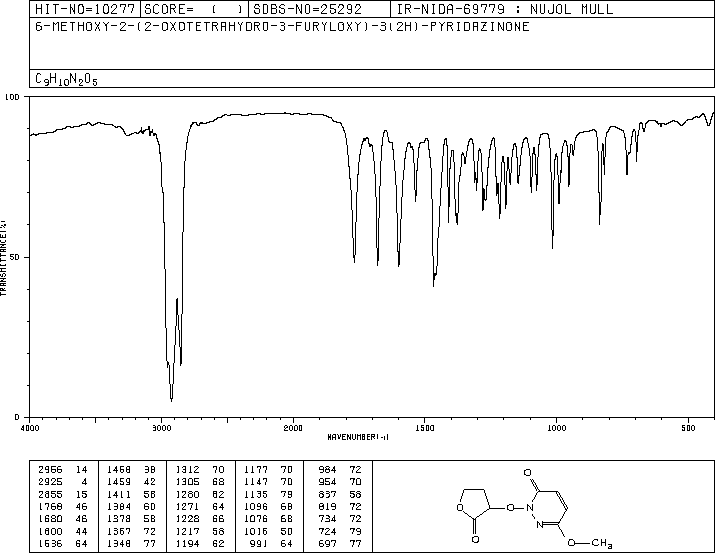 HIT-NO=10277 SCORE= ( ) SDBS-NO=25292 IR-NIDA-69779 : NUJOL MULL
6-METHOXY-2-(2-OXOTETRAHYDRO-3-FURYLOXY)-3(2H)-PYRIDAZINONE
C9H10N2O5
100
50
0
TRANSMITTANCE(%)
4000 3000 2000 1500 1000 500
WAVENUMBER(-1)
2956 14 1468 38 1312 70 1177 70 984 72
2925 4 1459 42 1305 68 1147 70 954 70
2855 15 1411 58 1280 62 1135 79 837 58
1768 46 1384 60 1271 64 1096 68 819 72
1680 46 1378 58 1228 66 1076 68 734 72
1600 44 1367 72 1217 58 1016 50 724 79
1536 64 1348 77 1194 62 991 64 697 77
O
O O N
N
O O CH3